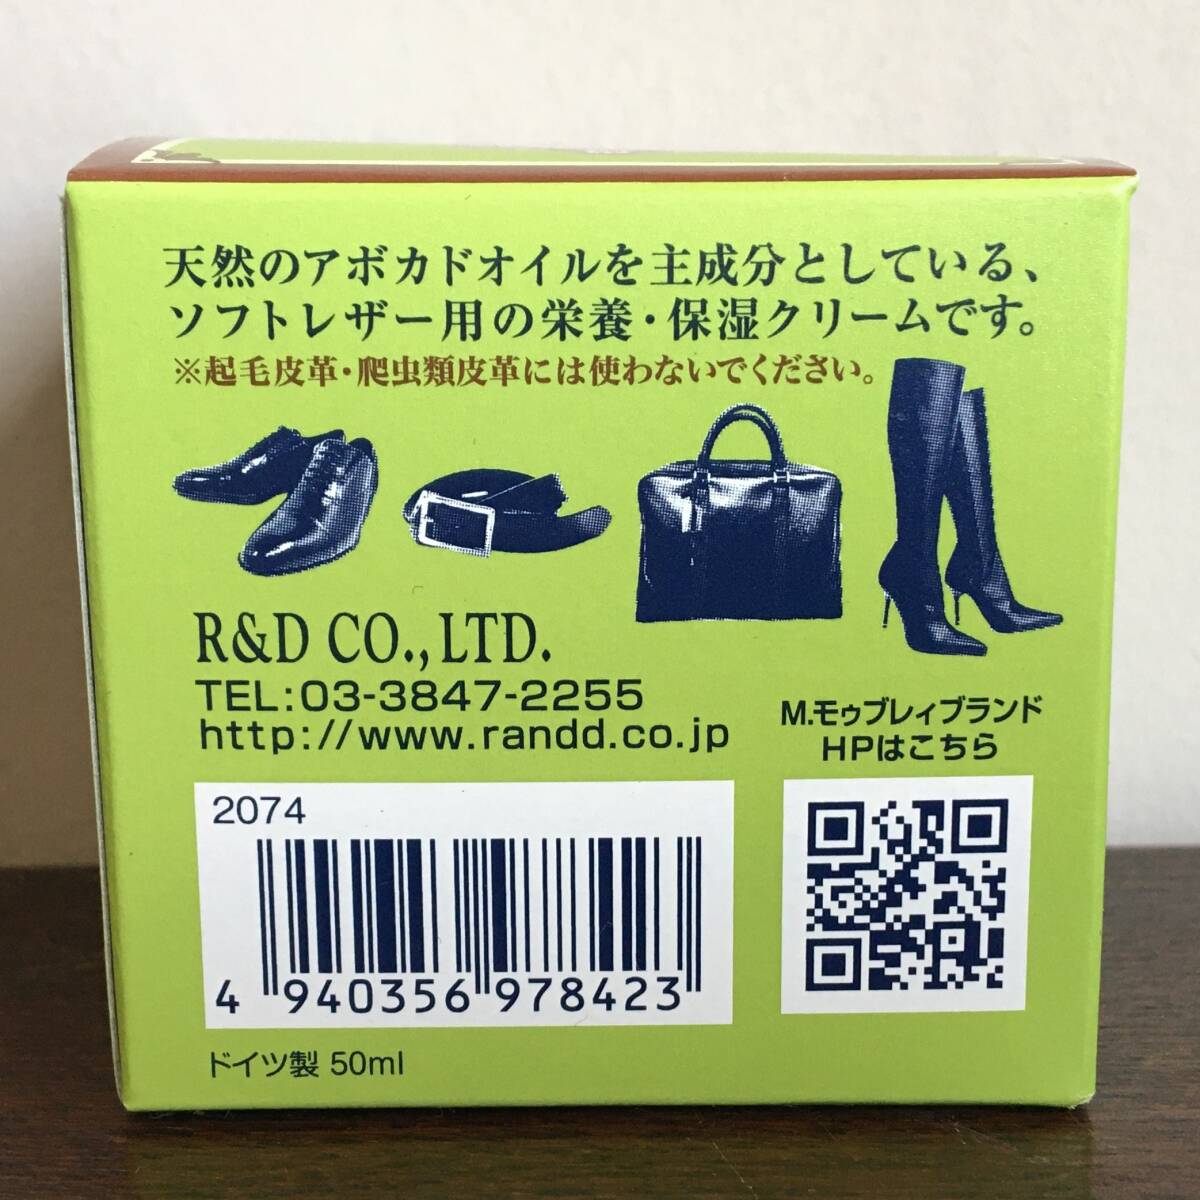 天然のアボカドオイルを主成分としている、
ソフトレザー用の栄養・保湿クリームです。
※起毛皮革・爬虫類皮革には使わないでください。
R&D CO.,LTD.
TEL:03-3847-2255
http://www.randd.co.jp
M.モゥブレィブランド
HPはこちら
2074
4 940356 978423
ドイツ製 50ml